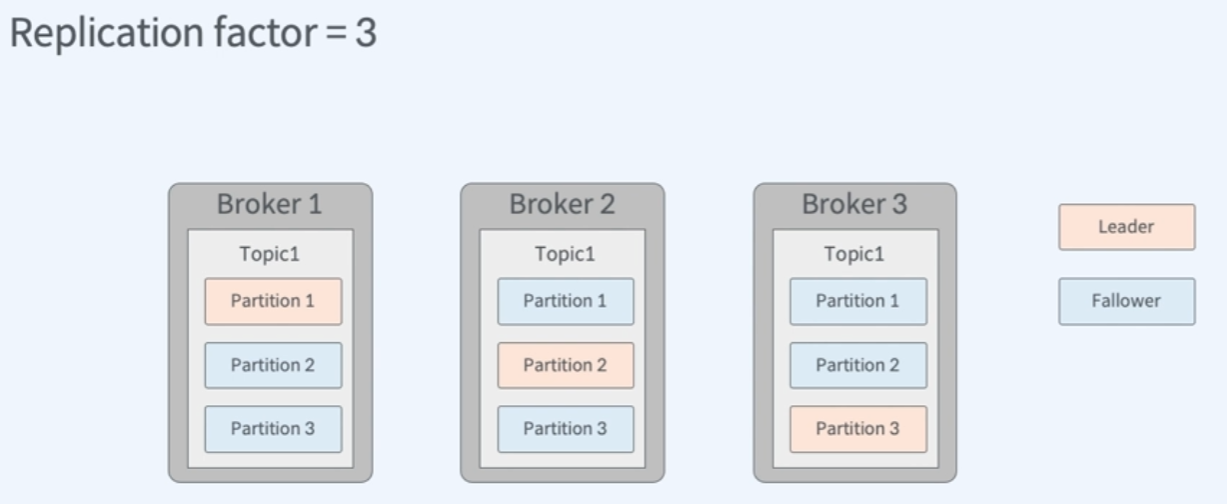 Replication factor = 3
Broker 1
Topic1
Partition 1
Partition 2
Partition 3
Broker 2
Topic1
Partition 1
Partition 2
Partition 3
Broker 3
Topic1
Partition 1
Partition 2
Partition 3
Leader
Fallower